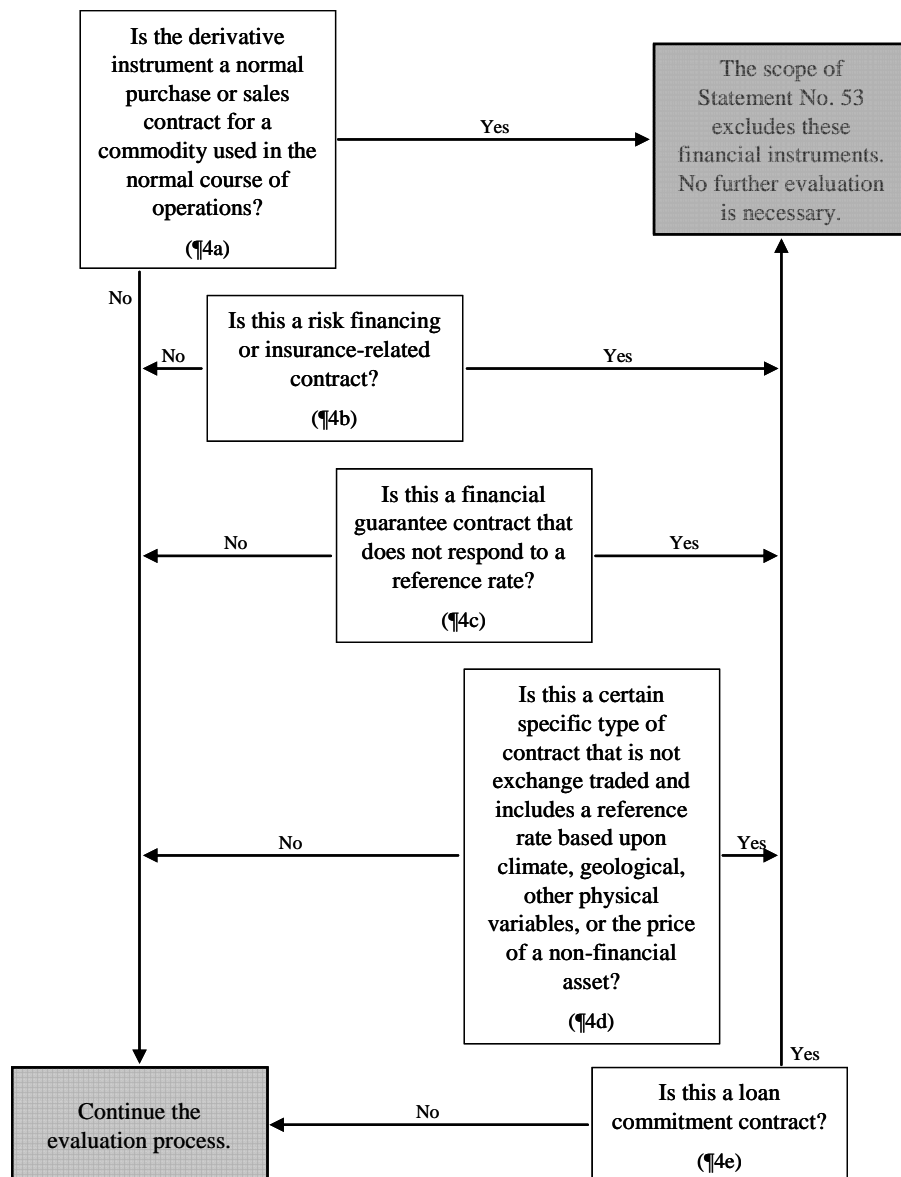 Is the derivative
instrument a normal
purchase or sales
contract for a
commodity used in the
normal course of
operations?
(¶4a)
Yes
The scope of
Statement No. 53
excludes these
financial instruments.
No further evaluation
is necessary.
No
Is this a risk financing
or insurance-related
contract?
(¶4b)
No
Yes
Is this a financial
guarantee contract that
does not respond to a
reference rate?
(¶4c)
No
Yes
Is this a certain
specific type of
contract that is not
exchange traded and
includes a reference
rate based upon
climate, geological,
other physical
variables, or the price
of a non-financial
asset?
(¶4d)
No
Yes
Yes
Is this a loan
commitment contract?
(¶4e)
No
Continue the
evaluation process.